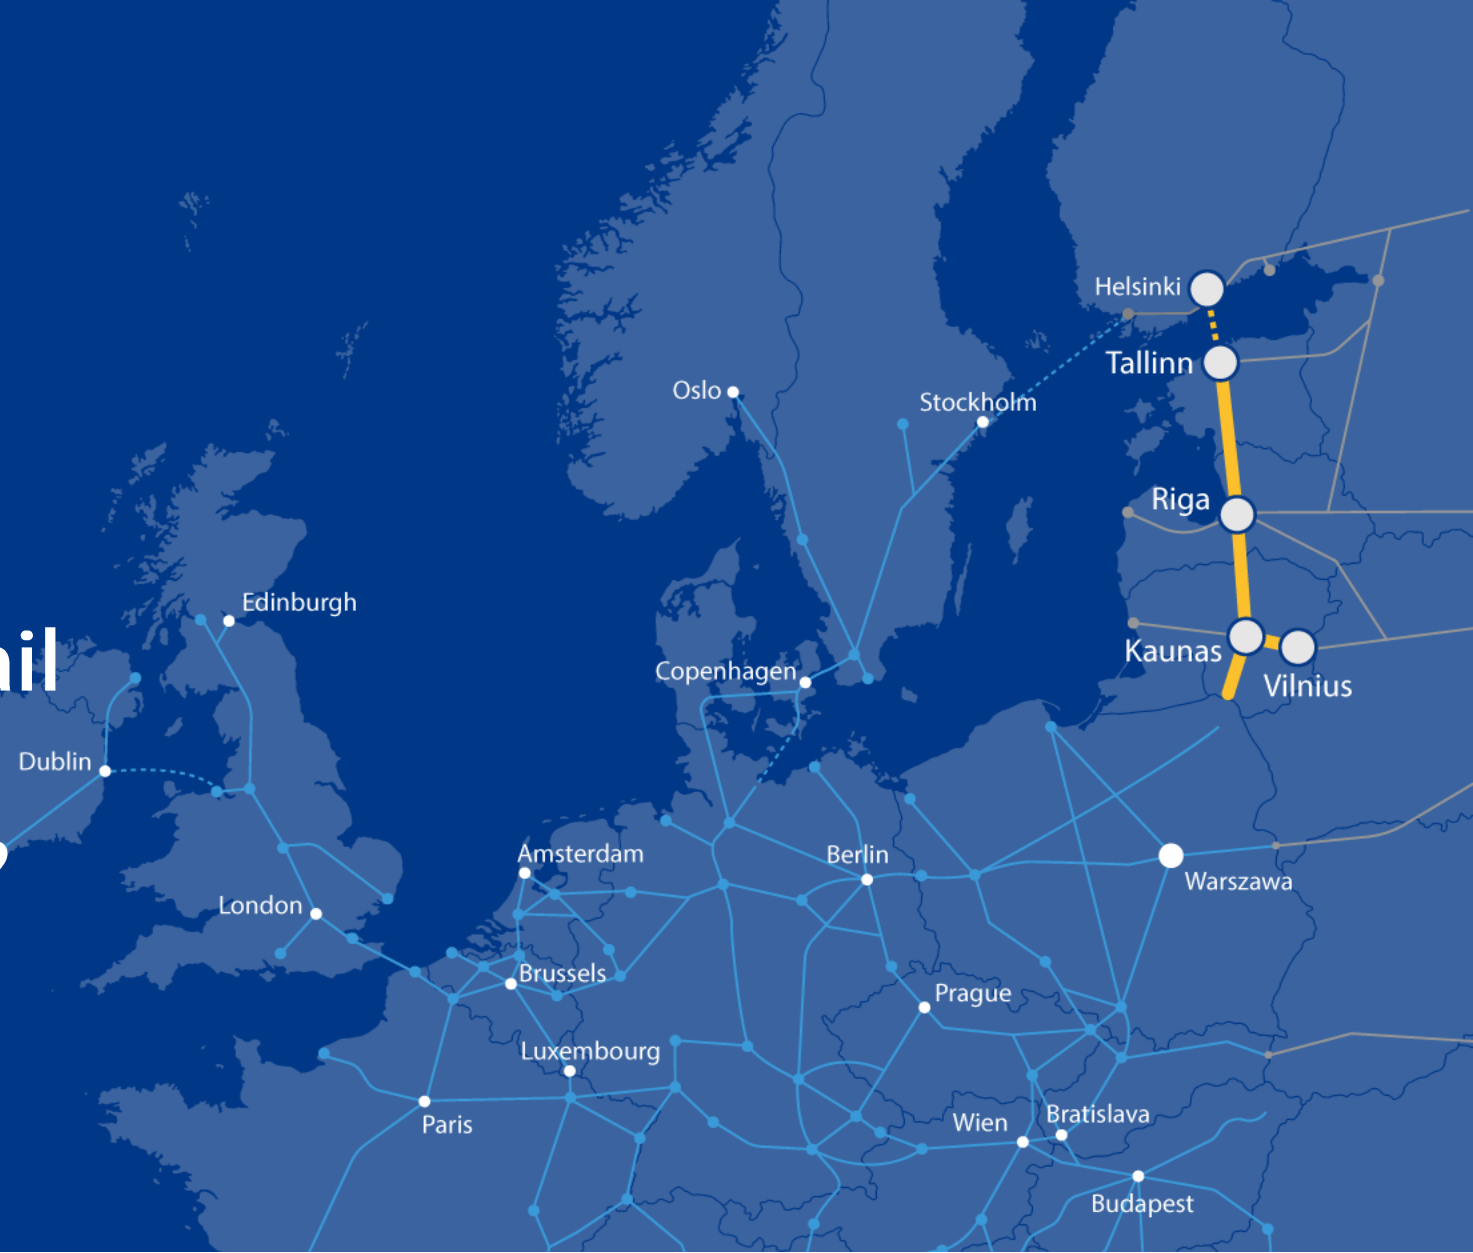 Helsinki
Tallinn
Oslo
Stockholm
Riga
Edinburgh
Kaunas
ail
Copenhagen
Vilnius
Dublin
Amsterdam
Berlin
Warszawa
London
Brussels
Prague
Luxembourg
Paris
Wien
Bratislava
Budapest